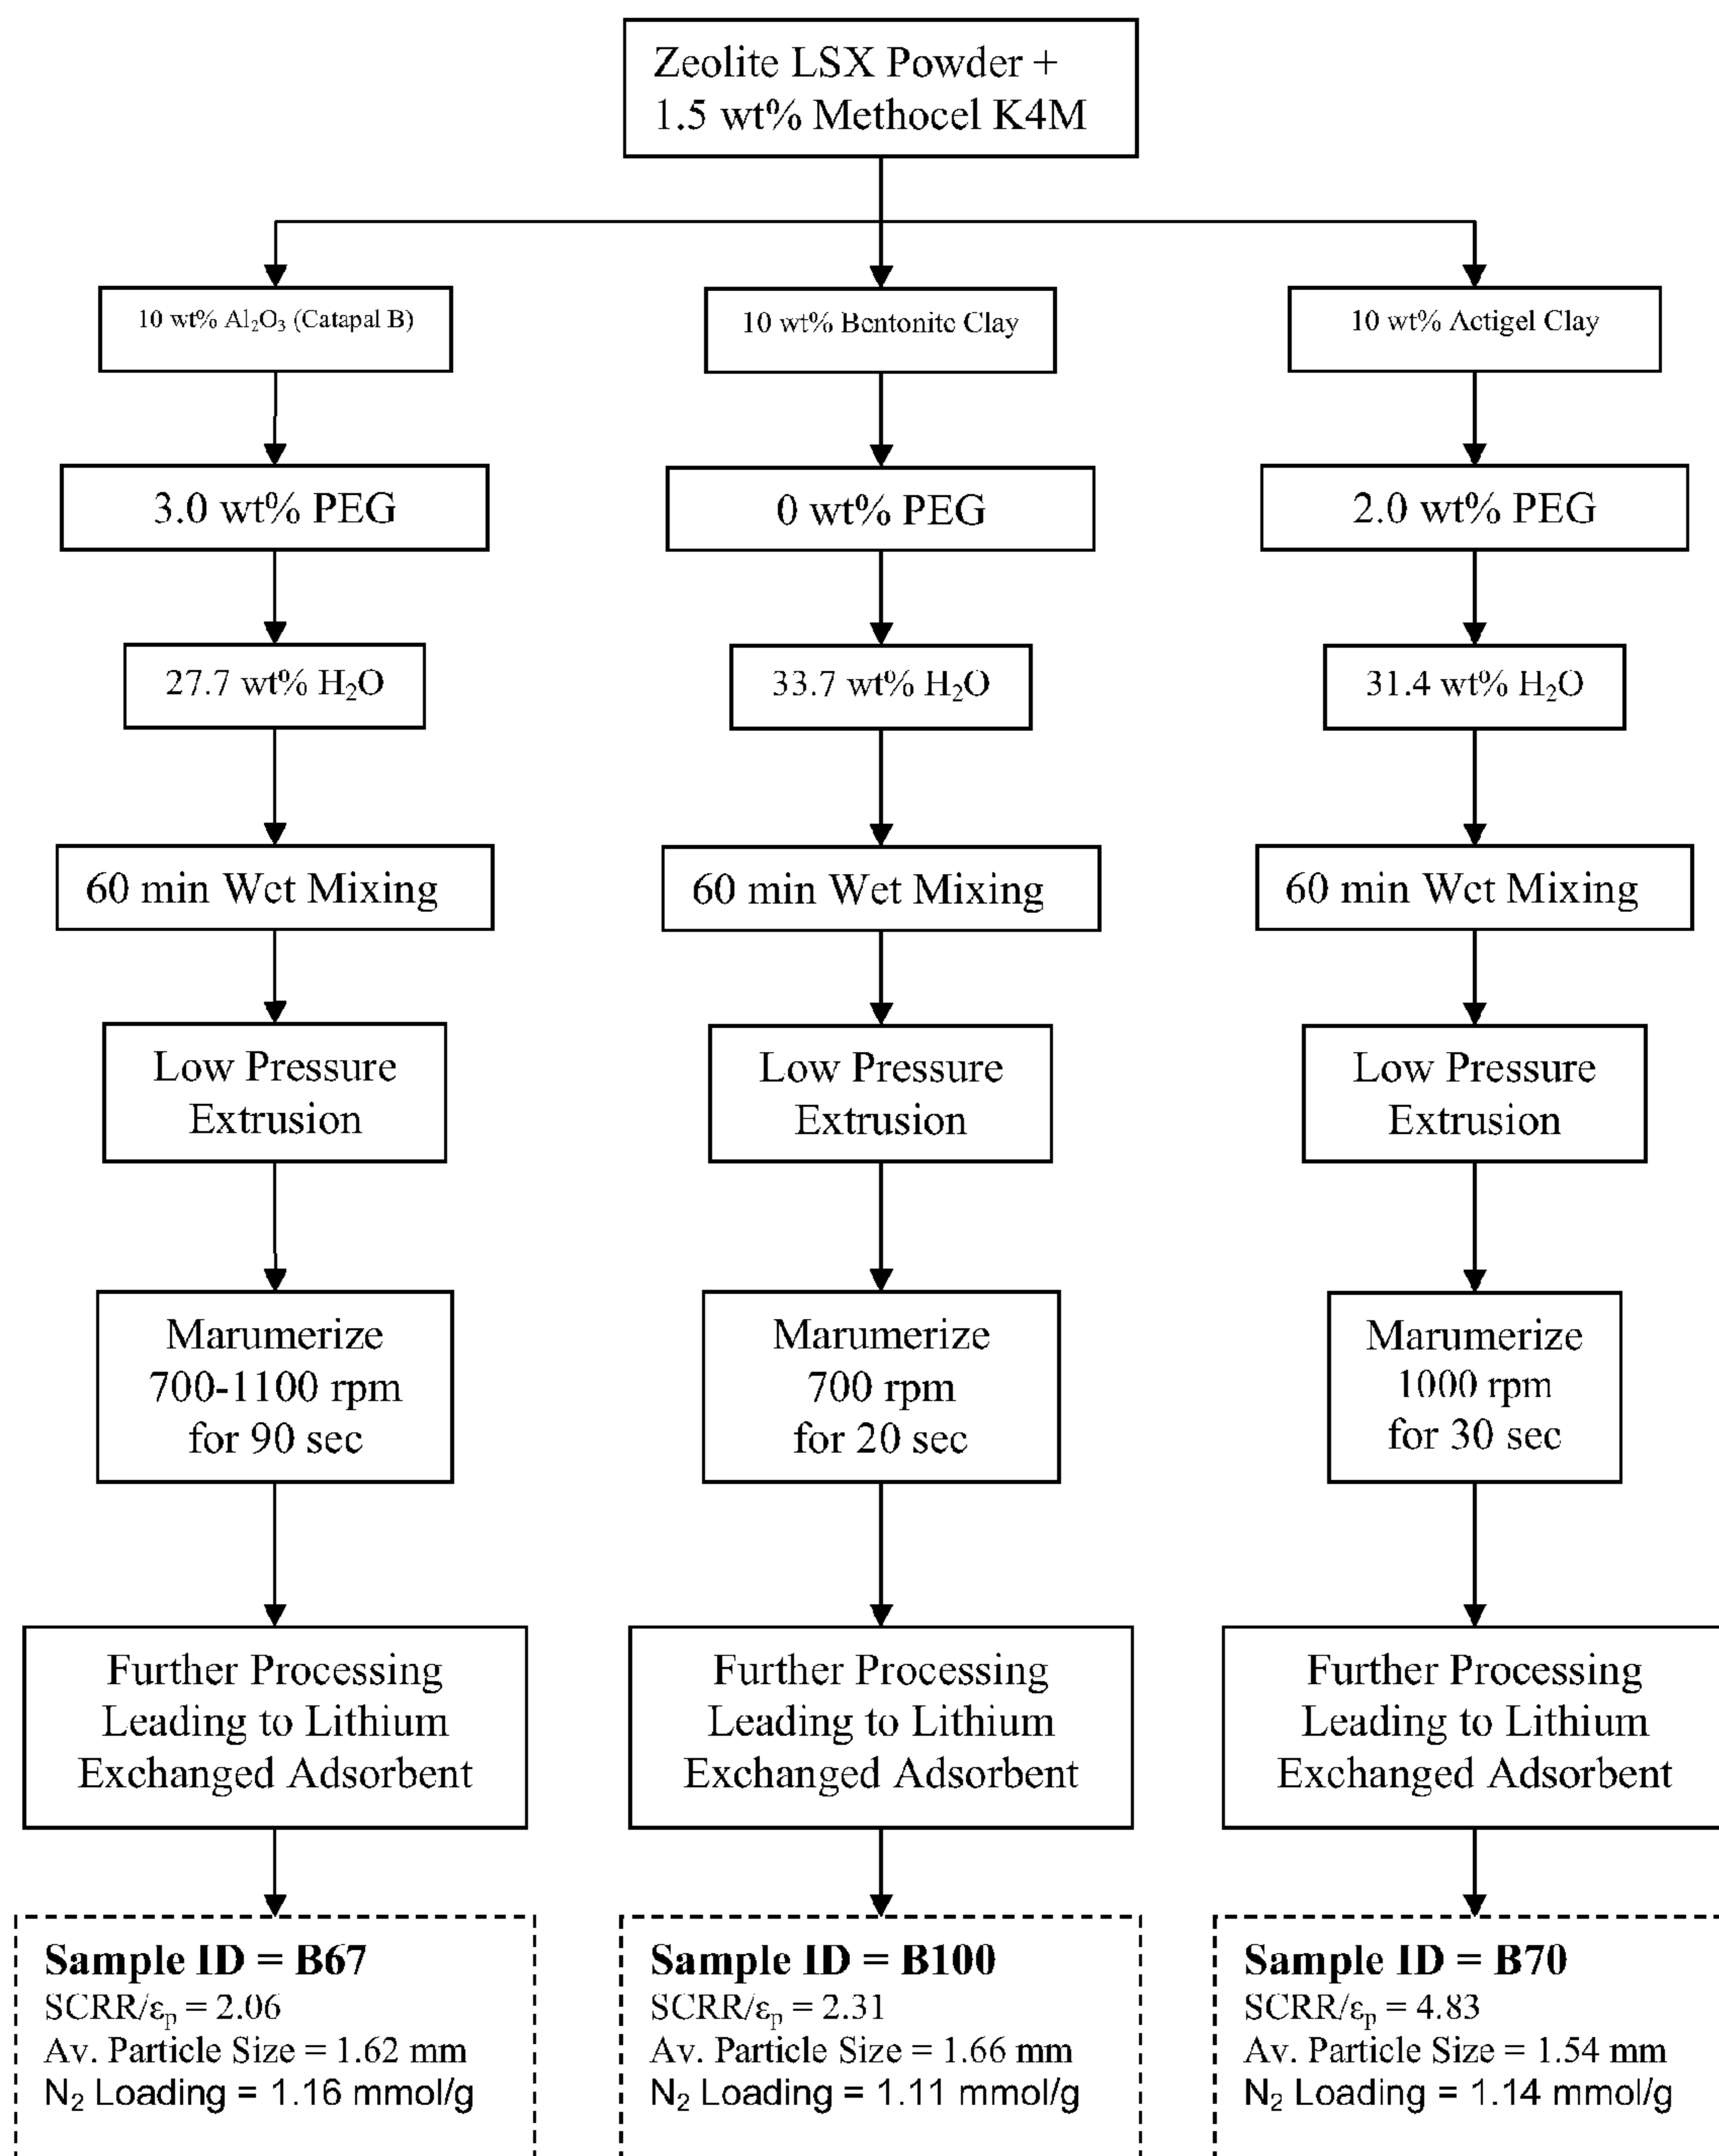 Zeolite LSX Powder +
1.5 wt% Methocel K4M
10 wt% Al₂O₃ (Catapal B)
10 wt% Bentonite Clay
10 wt% Actigel Clay
3.0 wt% PEG
0 wt% PEG
2.0 wt% PEG
27.7 wt% H₂O
33.7 wt% H₂O
31.4 wt% H₂O
60 min Wet Mixing
60 min Wet Mixing
60 min Wet Mixing
Low Pressure
Extrusion
Low Pressure
Extrusion
Low Pressure
Extrusion
Marumerize
700-1100 rpm
for 90 sec
Marumerize
700 rpm
for 20 sec
Marumerize
1000 rpm
for 30 sec
Further Processing
Leading to Lithium
Exchanged Adsorbent
Further Processing
Leading to Lithium
Exchanged Adsorbent
Further Processing
Leading to Lithium
Exchanged Adsorbent
Sample ID = B67
SCRR/εₚ = 2.06
Av. Particle Size = 1.62 mm
N₂ Loading = 1.16 mmol/g
Sample ID = B100
SCRR/εₚ = 2.31
Av. Particle Size = 1.66 mm
N₂ Loading = 1.11 mmol/g
Sample ID = B70
SCRR/εₚ = 4.83
Av. Particle Size = 1.54 mm
N₂ Loading = 1.14 mmol/g